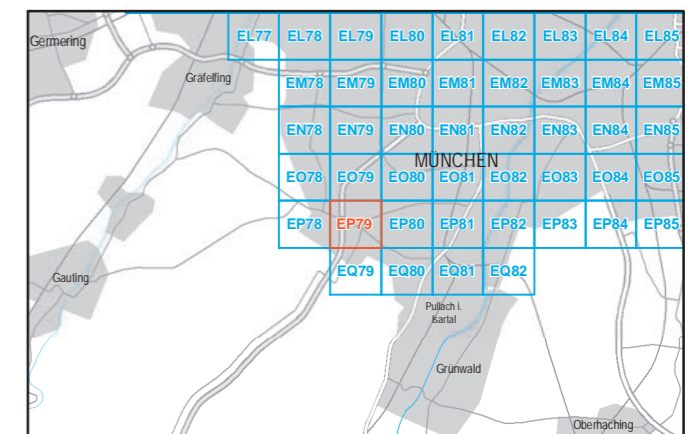 EL77 EL78 EL79 EL80 EL81 EL82 EL83 EL84 EL85
Germering
Gräfelfing
EM78 EM79 EM80 EM81 EM82 EM83 EM84 EM85
EN78 EN79 EN80 EN81 EN82 EN83 EN84 EN85
MÜNCHEN
EO78 EO79 EO80 EO81 EO82 EO83 EO84 EO85
EP78 EP79 EP80 EP81 EP82 EP83 EP84 EP85
Gauting
EQ79 EQ80 EQ81 EQ82
Pullach i.
Isartal
Grünwald
Oberhaching